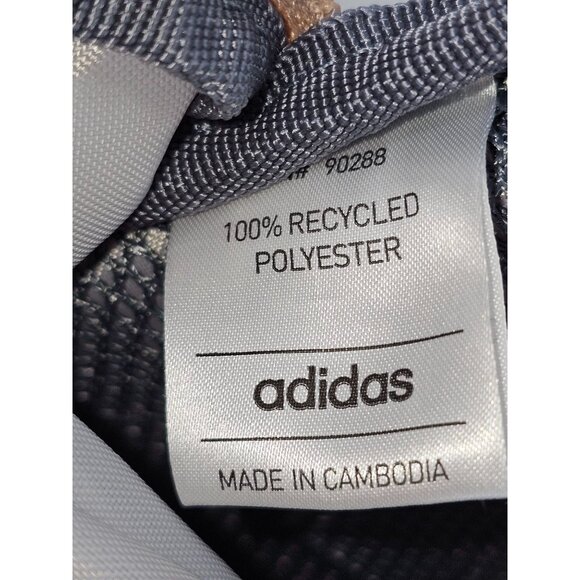 90288
100% RECYCLED
POLYESTER
adidas
MADE IN CAMBODIA